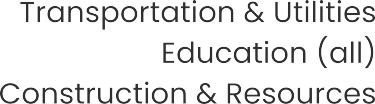 Transportation & Utilities
Education (all)
Construction & Resources